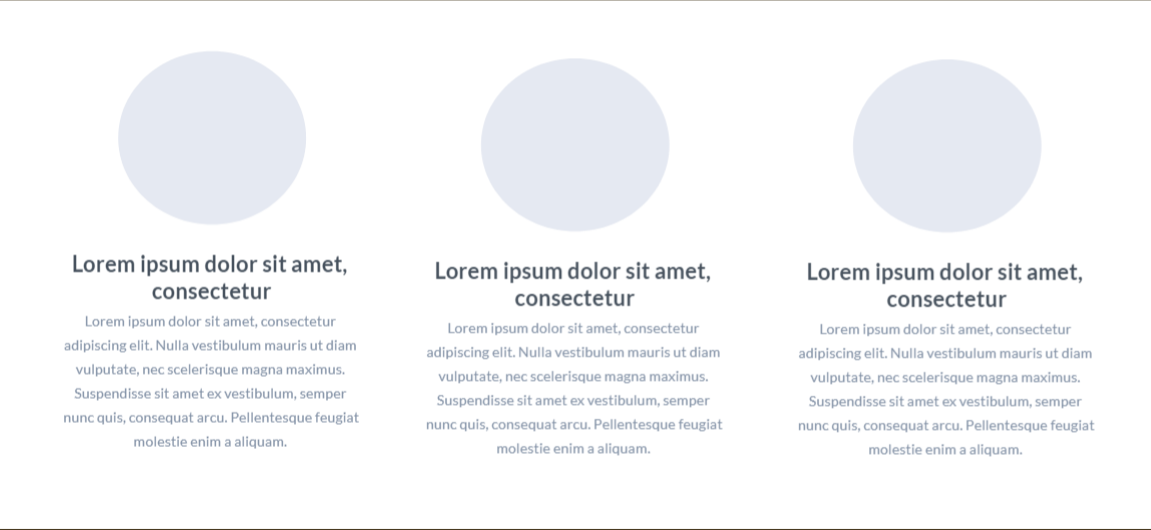 Lorem ipsum dolor sit amet,
consectetur
Lorem ipsum dolor sit amet, consectetur
adipiscing elit. Nulla vestibulum mauris ut diam
vulputate, nec scelerisque magna maximus.
Suspendisse sit amet ex vestibulum, semper
nunc quis, consequat arcu. Pellentesque feugiat
molestie enim a aliquam.
Lorem ipsum dolor sit amet,
consectetur
Lorem ipsum dolor sit amet, consectetur
adipiscing elit. Nulla vestibulum mauris ut diam
vulputate, nec scelerisque magna maximus.
Suspendisse sit amet ex vestibulum, semper
nunc quis, consequat arcu. Pellentesque feugiat
molestie enim a aliquam.
Lorem ipsum dolor sit amet,
consectetur
Lorem ipsum dolor sit amet, consectetur
adipiscing elit. Nulla vestibulum mauris ut diam
vulputate, nec scelerisque magna maximus.
Suspendisse sit amet ex vestibulum, semper
nunc quis, consequat arcu. Pellentesque feugiat
molestie enim a aliquam.